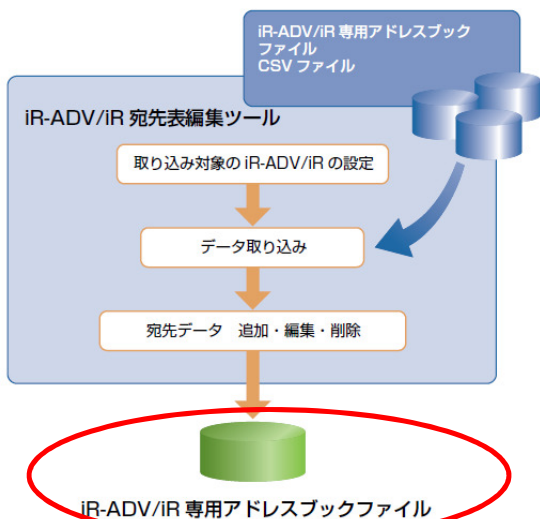 iR-ADV/iR 専用アドレスブック
ファイル
CSV ファイル
iR-ADV/iR 宛先表編集ツール
取り込み対象の iR-ADV/iR の設定
データ取り込み
宛先データ　追加・編集・削除
iR-ADV/iR 専用アドレスブックファイル